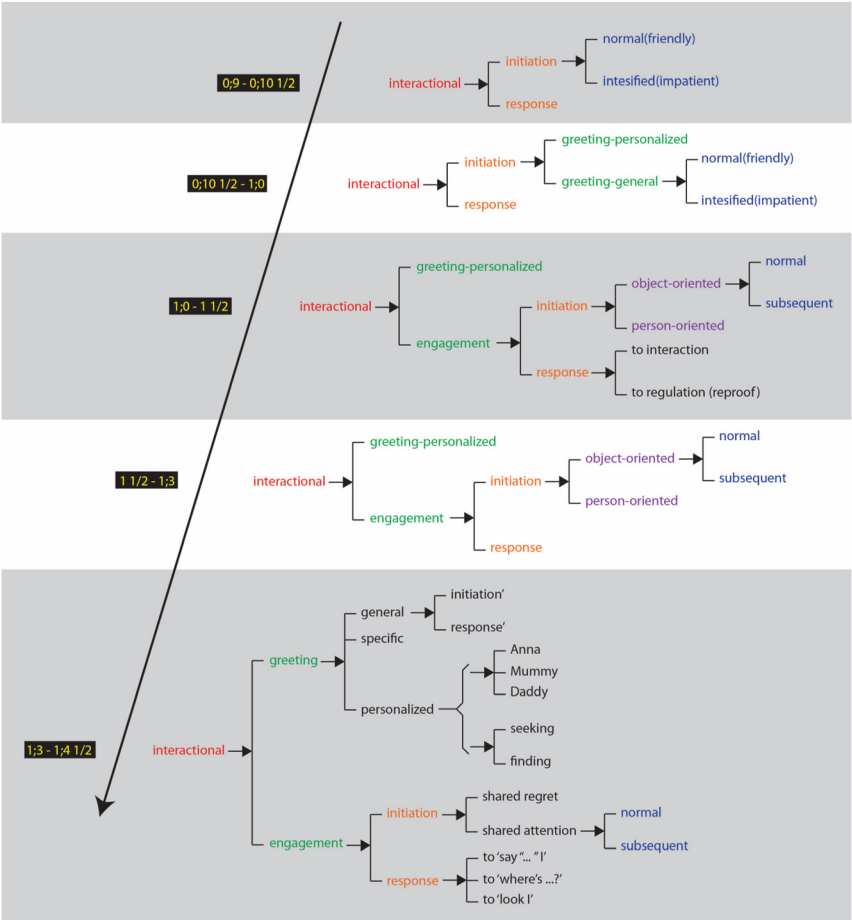 0;9 - 0;10 1/2
interactional
initiation
normal(friendly)
intesified(impatient)
response
0;10 1/2 - 1;0
interactional
initiation
greeting-personalized
greeting-general
normal(friendly)
intesified(impatient)
response
1;0 - 1 1/2
interactional
greeting-personalized
engagement
initiation
object-oriented
normal
subsequent
person-oriented
response
to interaction
to regulation (reproof)
1 1/2 - 1;3
interactional
greeting-personalized
engagement
initiation
object-oriented
normal
subsequent
person-oriented
response
1;3 - 1;4 1/2
interactional
greeting
general
initiation'
response'
specific
personalized
Anna
Mummy
Daddy
seeking
finding
engagement
initiation
shared regret
shared attention
normal
subsequent
response
to 'say "... " I'
to 'where's ...?'
to 'look I'